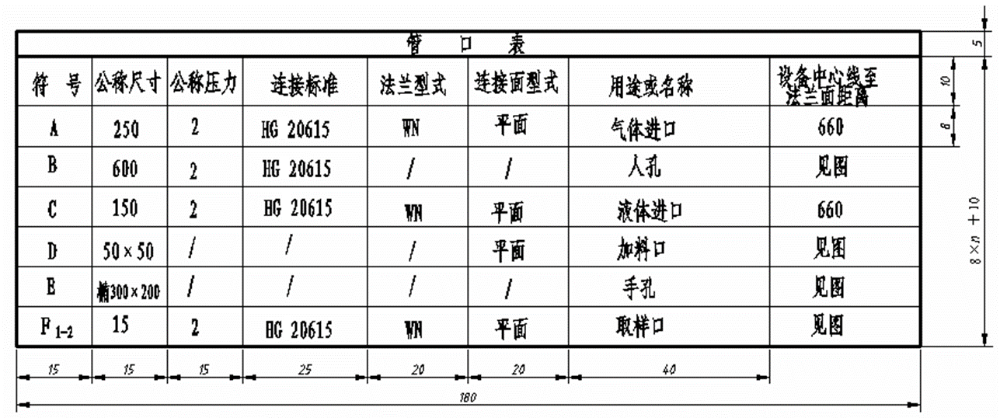 管 口 表
5
符 号 公称尺寸 公称压力 连接标准 法兰型式 连接面型式 用途或名称 设备中心线至
法兰面距离
10
A 250 2 HG 20615 WN 平面 气体进口 660
8
B 600 2 HG 20615 / / 人孔 见图
C 150 2 HG 20615 WN 平面 液体进口 660
8×n+10
D 50×50 / / / 平面 加料口 见图
E 椭300×200 / / / / 手孔 见图
F1-2 15 2 HG 20615 WN 平面 取样口 见图
15 15 15 25 20 20 40
180